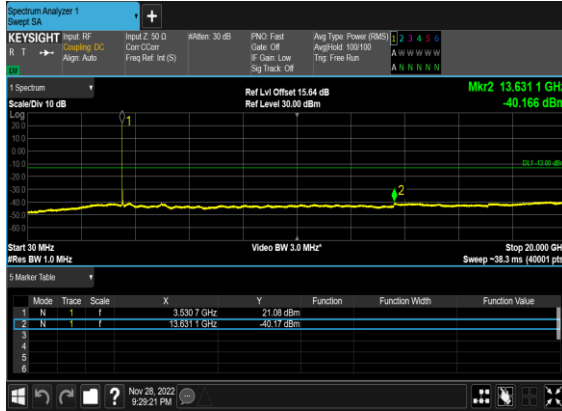 Spectrum Analyzer 1
Swept SA
+
KEYSIGHT Input: RF Input Z: 50 Ω #Atten: 30 dB PNO: Fast Avg Type: Power (RMS) 1 2 3 4 5 6
R T Coupling: DC Corr CCorr Gate: Off Avg|Hold: 100/100 A W W W W W
Align: Auto Freq Ref: Int (S) IF Gain: Low Trig: Free Run
Sig Track: Off A N N N N N
1 Spectrum
Ref Lvl Offset 15.64 dB Mkr2 13.631 1 GHz
Scale/Div 10 dB Ref Level 30.00 dBm -40.166 dBm
Log
20.0
10.0
0.00
-10.0
-20.0
-30.0
-40.0
-50.0
-60.0
1
DL1 -13.00 dBm
2
Start 30 MHz Video BW 3.0 MHz* Stop 20.000 GHz
#Res BW 1.0 MHz Sweep ~38.3 ms (40001 pts)
5 Marker Table
Mode Trace Scale X Y Function Function Width Function Value
1 N 1 f 3.530 7 GHz 21.08 dBm
2 N 1 f 13.631 1 GHz -40.17 dBm
3
4
5
6
? Nov 28, 2022
9:29:21 PM